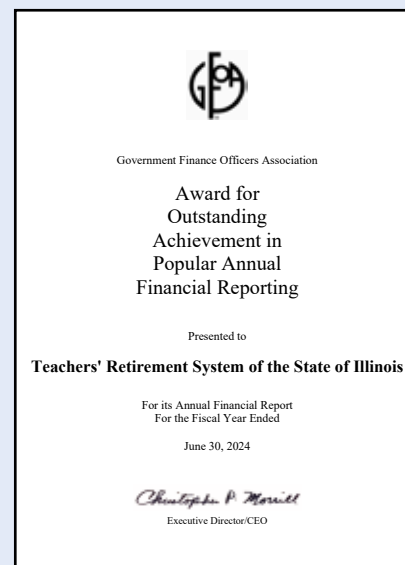 GFOA
Government Finance Officers Association
Award for
Outstanding
Achievement in
Popular Annual
Financial Reporting
Presented to
Teachers' Retirement System of the State of Illinois
For its Annual Financial Report
For the Fiscal Year Ended
June 30, 2024
Christopher P. Morrill
Executive Director/CEO